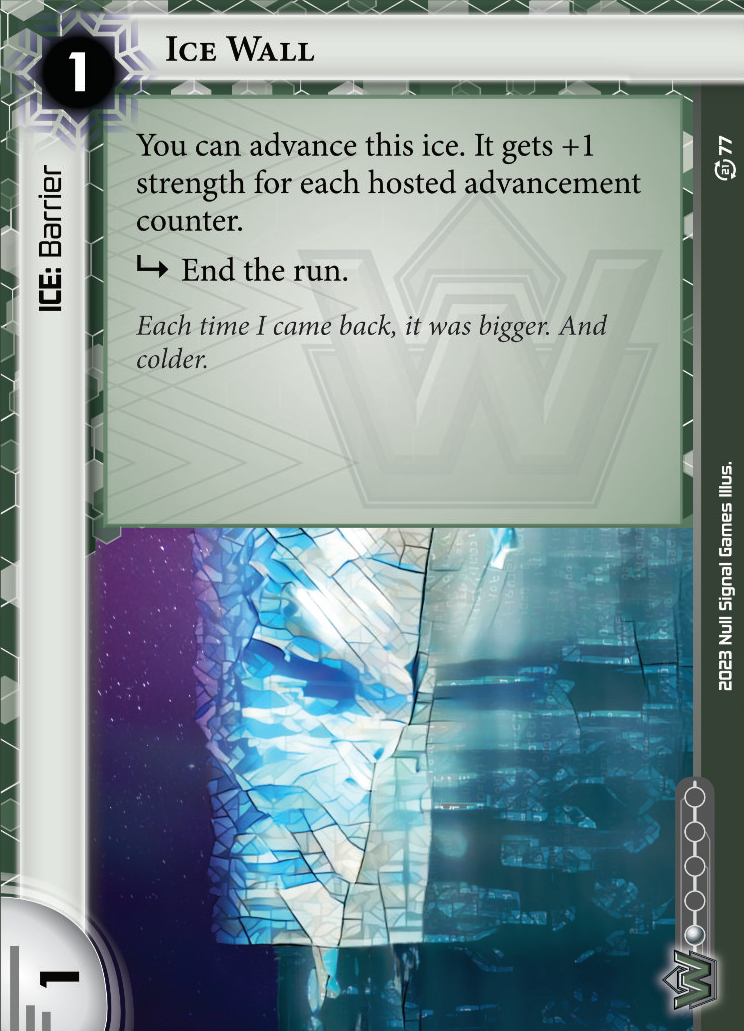 1
Ice Wall
ICE: Barrier
You can advance this ice. It gets +1
strength for each hosted advancement
counter.
End the run.
Each time I came back, it was bigger. And
colder.
1
21 77
2023 Null Signal Games Illus.